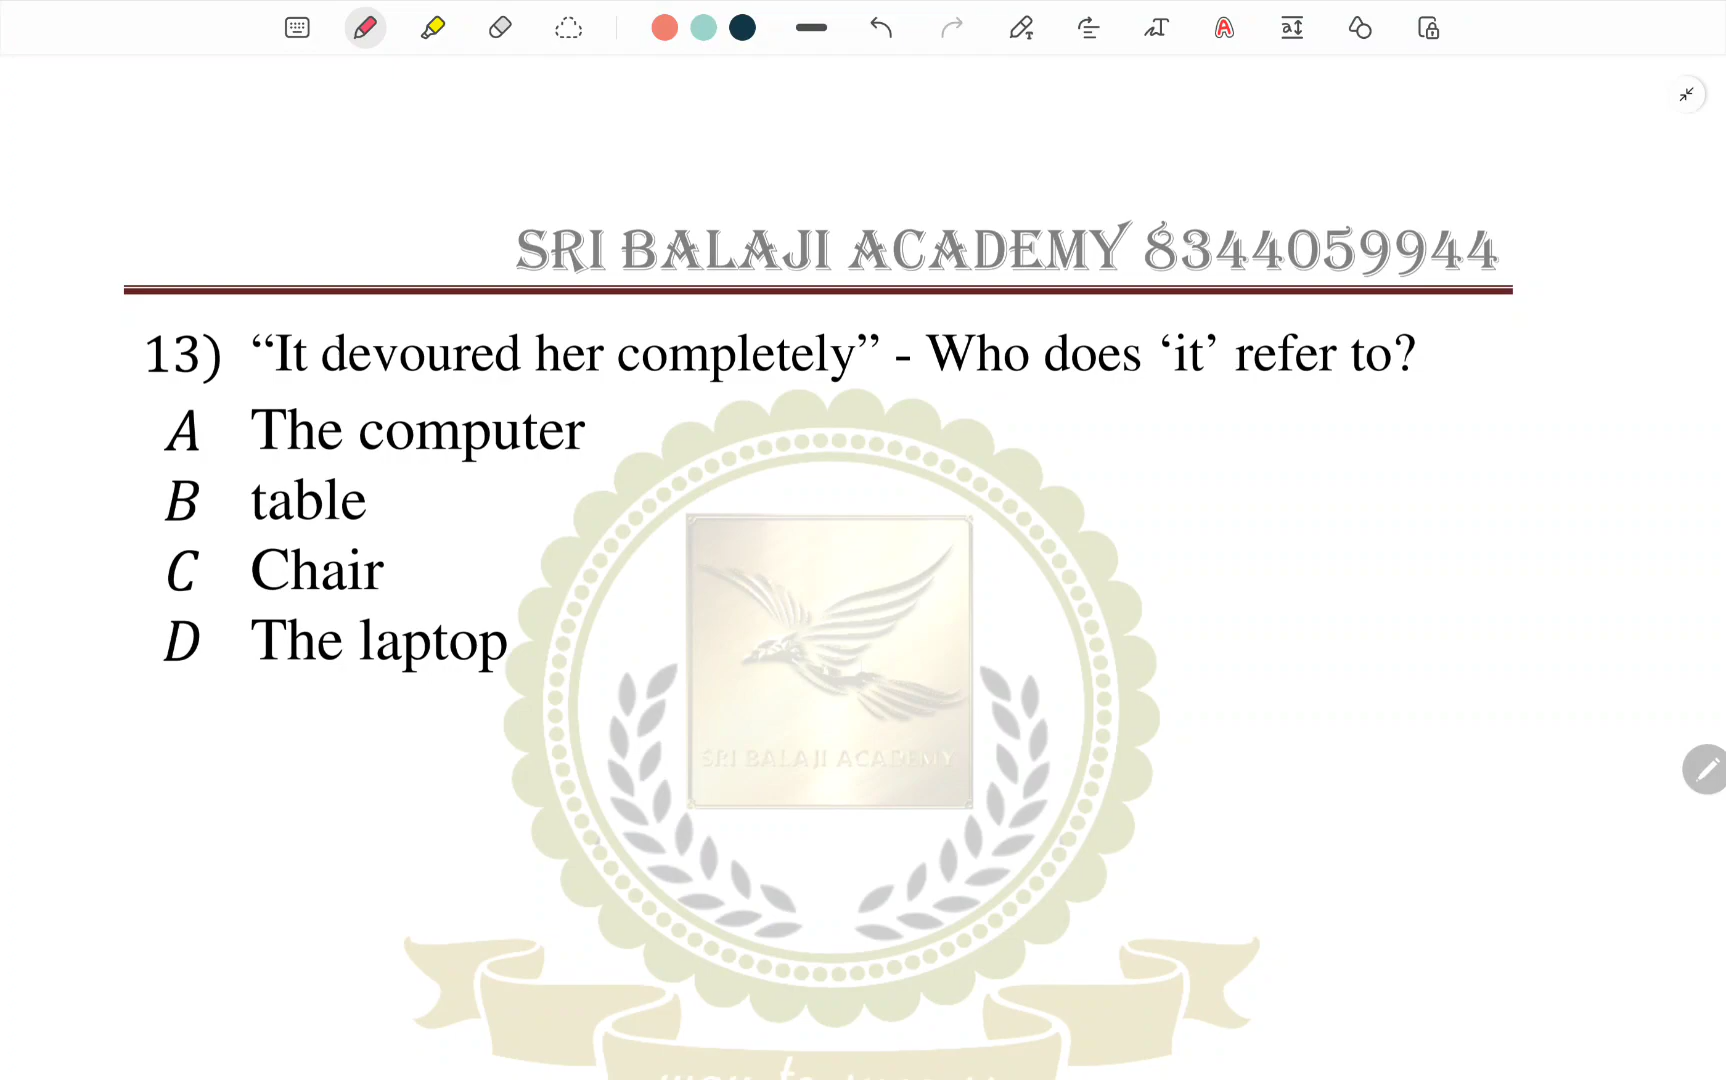 SRI BALAJI ACADEMY 8344059944
13) “It devoured her completely” - Who does ‘it’ refer to?
A The computer
B table
C Chair
D The laptop
SRI BALAJI ACADEMY